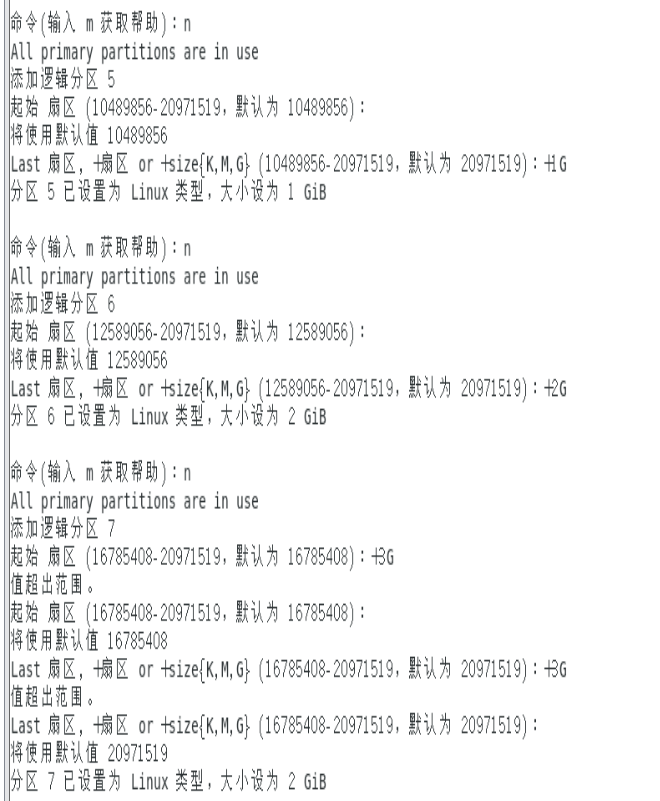 命令(输入 m 获取帮助)：n
All primary partitions are in use
添加逻辑分区 5
起始 扇区 (10489856-20971519，默认为 10489856)：
将使用默认值 10489856
Last 扇区, +扇区 or +size{K,M,G} (10489856-20971519，默认为 20971519)：+1G
分区 5 已设置为 Linux 类型，大小设为 1 GiB

命令(输入 m 获取帮助)：n
All primary partitions are in use
添加逻辑分区 6
起始 扇区 (12589056-20971519，默认为 12589056)：
将使用默认值 12589056
Last 扇区, +扇区 or +size{K,M,G} (12589056-20971519，默认为 20971519)：+2G
分区 6 已设置为 Linux 类型，大小设为 2 GiB

命令(输入 m 获取帮助)：n
All primary partitions are in use
添加逻辑分区 7
起始 扇区 (16785408-20971519，默认为 16785408)：+3G
值超出范围。
起始 扇区 (16785408-20971519，默认为 16785408)：
将使用默认值 16785408
Last 扇区, +扇区 or +size{K,M,G} (16785408-20971519，默认为 20971519)：+3G
值超出范围。
Last 扇区, +扇区 or +size{K,M,G} (16785408-20971519，默认为 20971519)：
将使用默认值 20971519
分区 7 已设置为 Linux 类型，大小设为 2 GiB